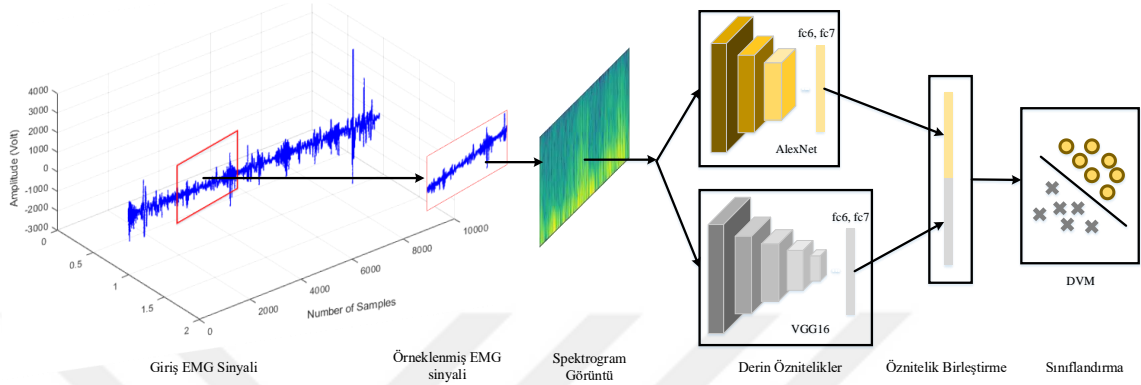 4000
3000
2000
1000
0
-1000
-2000
-3000
Amplitude (Volt)
0
0.5
1
1.5
2
0
2000
4000
6000
8000
10000
Number of Samples
fc6, fc7
AlexNet
fc6, fc7
VGG16
DVM
Giriş EMG Sinyali
Örneklenmiş EMG
sinyali
Spektrogram
Görüntü
Derin Öznitelikler
Öznitelik Birleştirme
Sınıflandırma